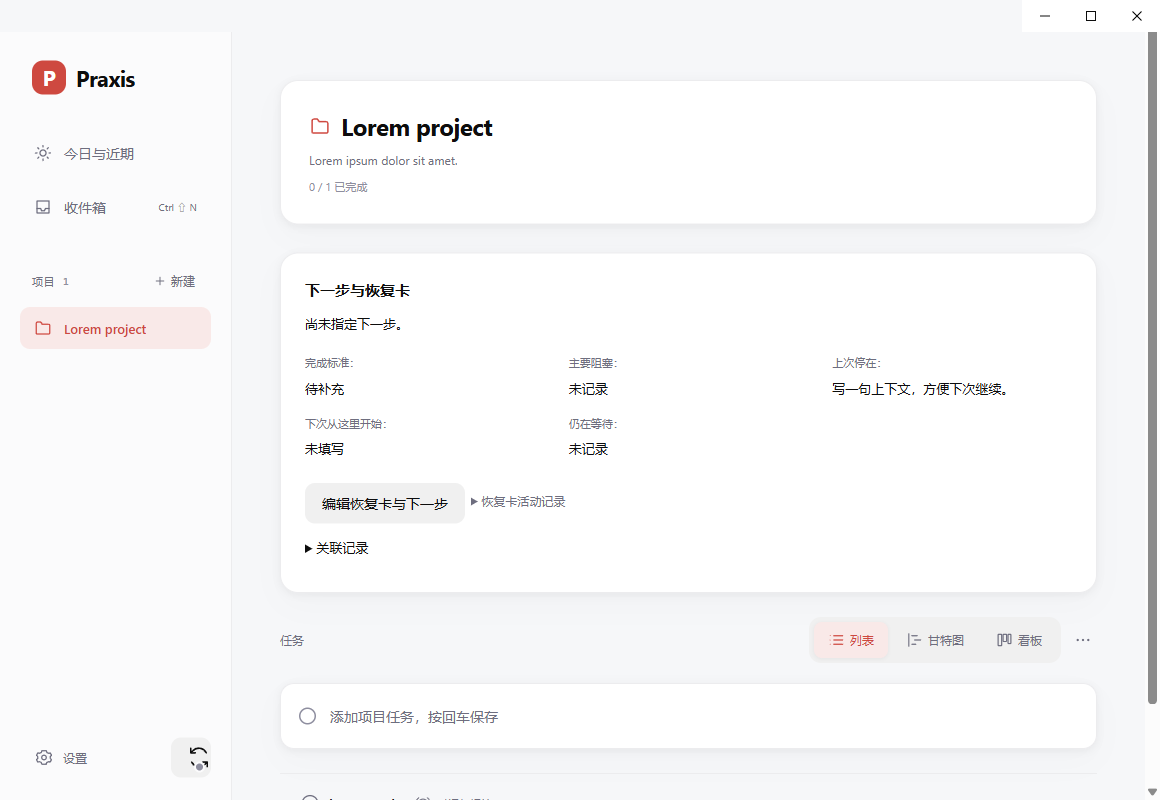 P Praxis
今日与近期
收件箱 Ctrl ⇧ N
项目 1 + 新建
Lorem project
设置
Lorem project
Lorem ipsum dolor sit amet.
0 / 1 已完成
下一步与恢复卡
尚未指定下一步。
完成标准: 主要阻塞: 上次停在:
待补充 未记录 写一句上下文，方便下次继续。
下次从这里开始: 仍在等待:
未填写 未记录
编辑恢复卡与下一步 ▶ 恢复卡活动记录
▶ 关联记录
任务 列表 甘特图 看板 ···
添加项目任务，按回车保存